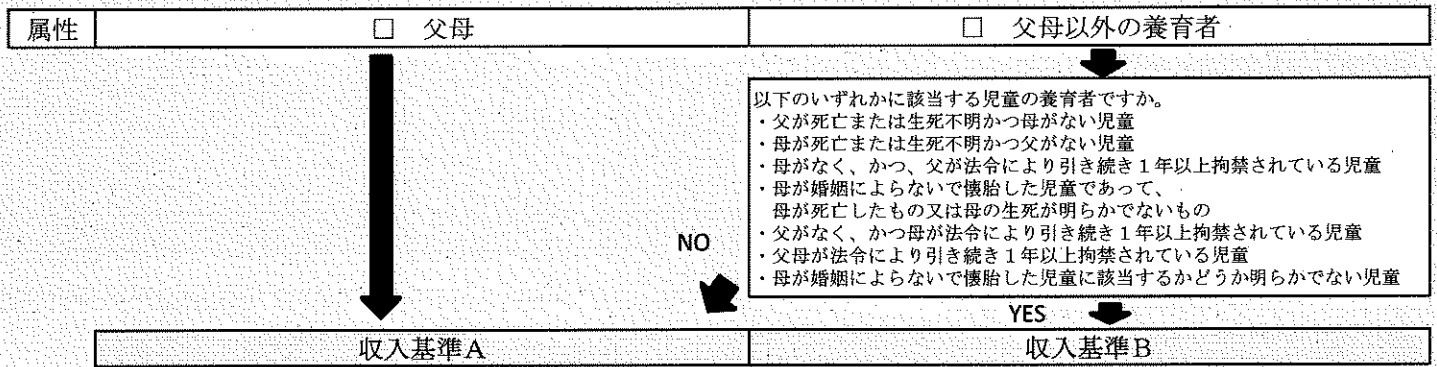 属性 □ 父母 □ 父母以外の養育者
以下のいずれかに該当する児童の養育者ですか。
・父が死亡または生死不明かつ母がない児童
・母が死亡または生死不明かつ父がない児童
・母がなく、かつ、父が法令により引き続き1年以上拘禁されている児童
・母が婚姻によらないで懐胎した児童であって、
母が死亡したもの又は母の生死が明らかでないもの
・父がなく、かつ母が法令により引き続き1年以上拘禁されている児童
・父母が法令により引き続き1年以上拘禁されている児童
・母が婚姻によらないで懐胎した児童に該当するかどうか明らかでない児童
NO
YES
収入基準A 収入基準B